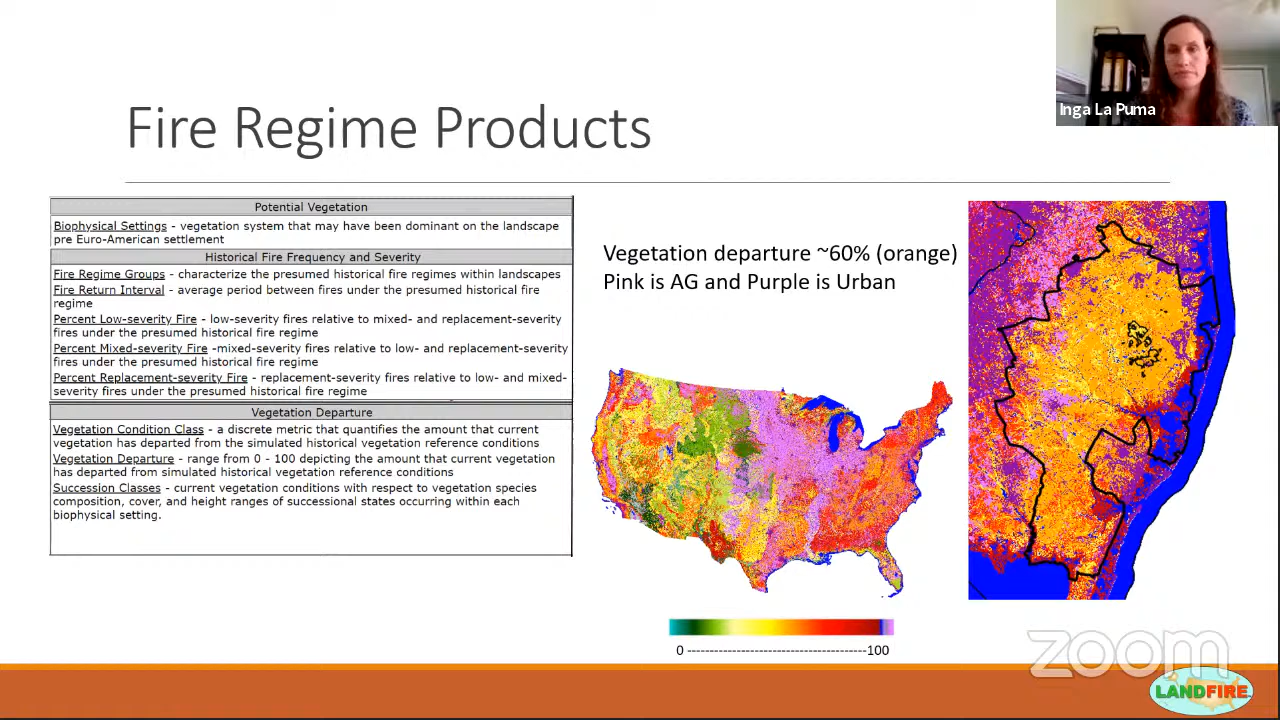 Inga La Puma
Fire Regime Products
Potential Vegetation
Biophysical Settings - vegetation system that may have been dominant on the landscape
pre Euro-American settlement
Historical Fire Frequency and Severity
Fire Regime Groups - characterize the presumed historical fire regimes within landscapes
Fire Return Interval - average period between fires under the presumed historical fire
regime
Percent Low-severity Fire - low-severity fires relative to mixed- and replacement-severity
fires under the presumed historical fire regime
Percent Mixed-severity Fire -mixed-severity fires relative to low- and replacement-severity
fires under the presumed historical fire regime
Percent Replacement-severity Fire - replacement-severity fires relative to low- and mixed-
severity fires under the presumed historical fire regime
Vegetation Departure
Vegetation Condition Class - a discrete metric that quantifies the amount that current
vegetation has departed from the simulated historical vegetation reference conditions
Vegetation Departure - range from 0 - 100 depicting the amount that current vegetation
has departed from simulated historical vegetation reference conditions
Succession Classes - current vegetation conditions with respect to vegetation species
composition, cover, and height ranges of successional states occurring within each
biophysical setting.
Vegetation departure ~60% (orange)
Pink is AG and Purple is Urban
0 -------------------------------------------100
zoom
LANDFIRE